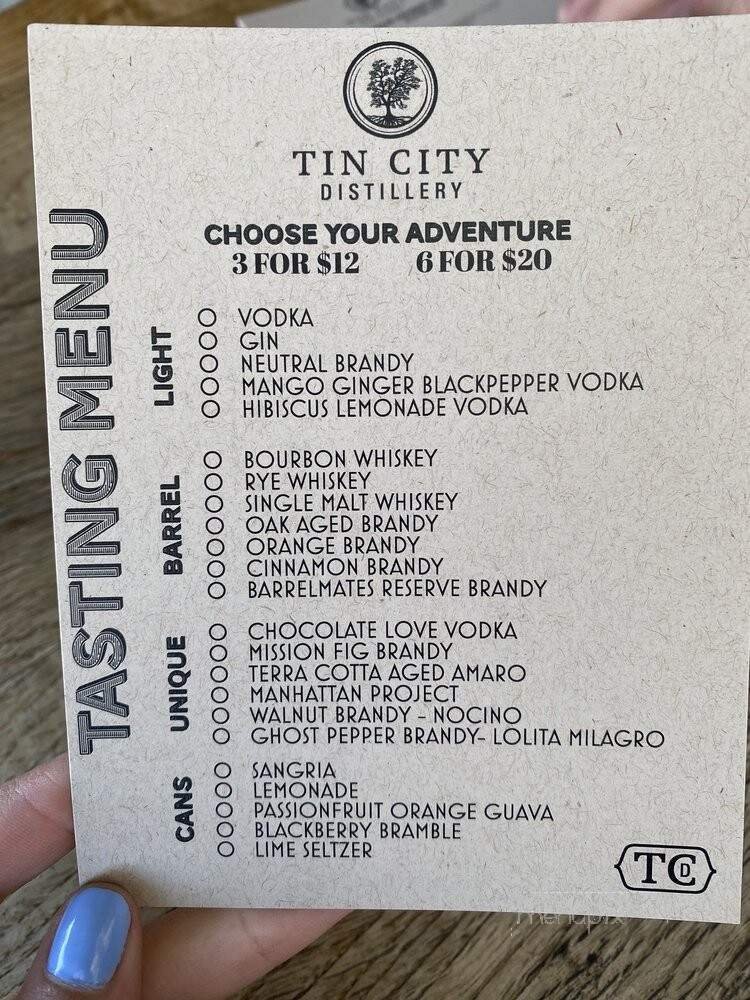 TIN CITY
DISTILLERY
CHOOSE YOUR ADVENTURE
3 FOR $12 6 FOR $20
TASTING MENU
LIGHT
VODKA
GIN
NEUTRAL BRANDY
MANGO GINGER BLACKPEPPER VODKA
HIBISCUS LEMONADE VODKA
BARREL
BOURBON WHISKEY
RYE WHISKEY
SINGLE MALT WHISKEY
OAK AGED BRANDY
ORANGE BRANDY
CINNAMON BRANDY
BARRELMATES RESERVE BRANDY
UNIQUE
CHOCOLATE LOVE VODKA
MISSION FIG BRANDY
TERRA COTTA AGED AMARO
MANHATTAN PROJECT
WALNUT BRANDY - NOCINO
GHOST PEPPER BRANDY- LOLITA MILAGRO
CANS
SANGRIA
LEMONADE
PASSIONFRUIT ORANGE GUAVA
BLACKBERRY BRAMBLE
LIME SELTZER
TCD
menupix